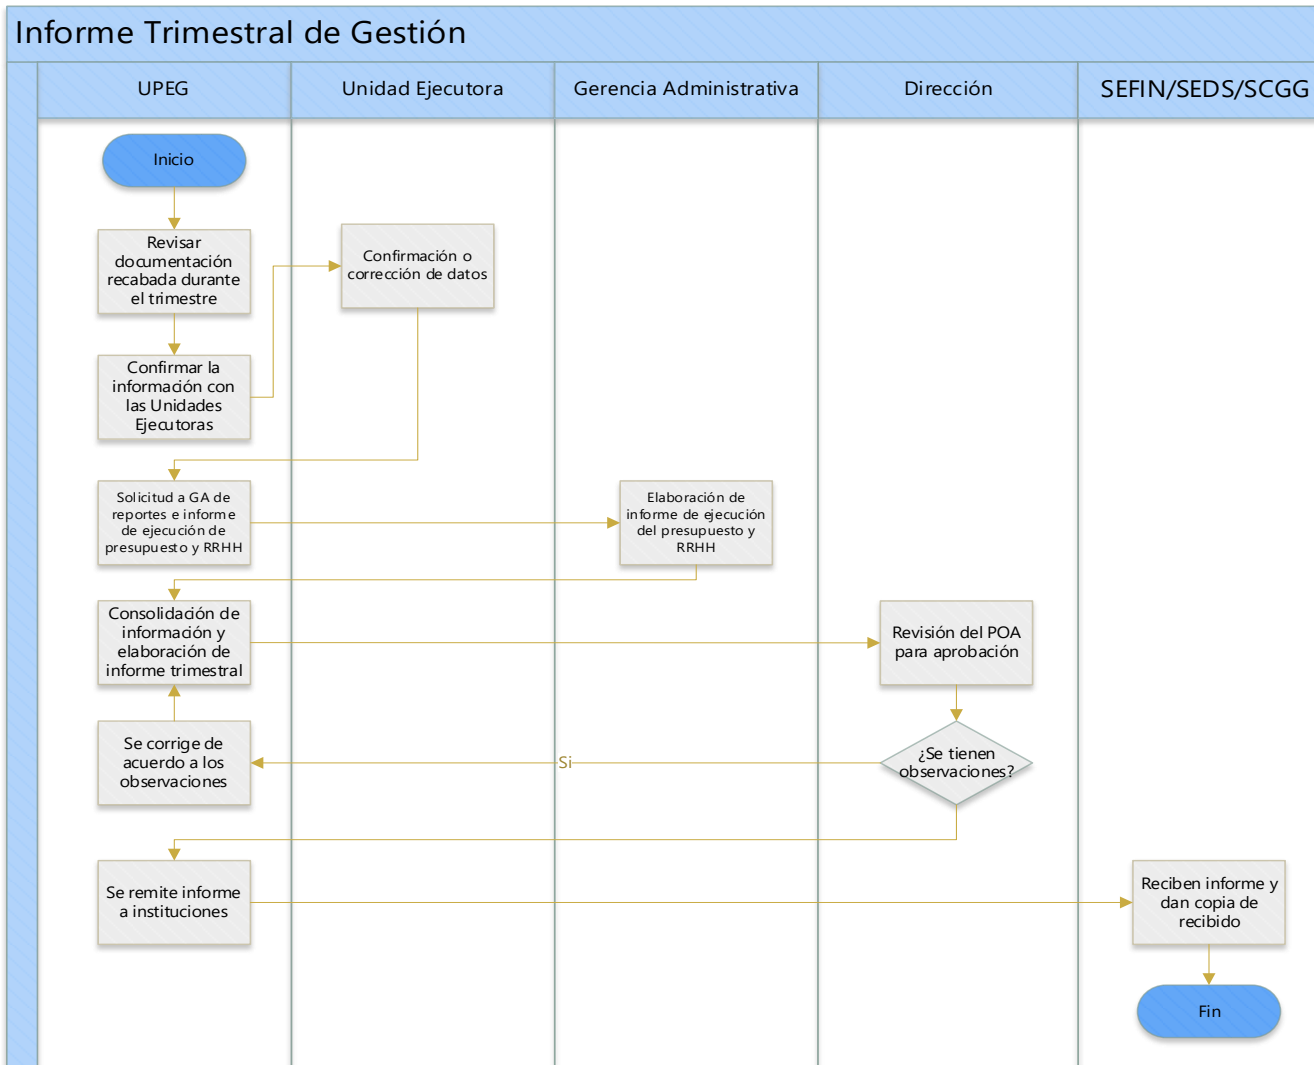 Informe Trimestral de Gestión
UPEG
Unidad Ejecutora
Gerencia Administrativa
Dirección
SEFIN/SEDS/SCGG
Inicio
Revisar
documentación
recabada durante
el trimestre
Confirmación o
corrección de datos
Confirmar la
información con
las Unidades
Ejecutoras
Solicitud a GA de
reportes e informe
de ejecución de
presupuesto y RRHH
Elaboración de
informe de ejecución
del presupuesto y
RRHH
Consolidación de
información y
elaboración de
informe trimestral
Revisión del POA
para aprobación
Se corrige de
acuerdo a los
observaciones
Si
¿Se tienen
observaciones?
Se remite informe
a instituciones
Reciben informe y
dan copia de
recibido
Fin